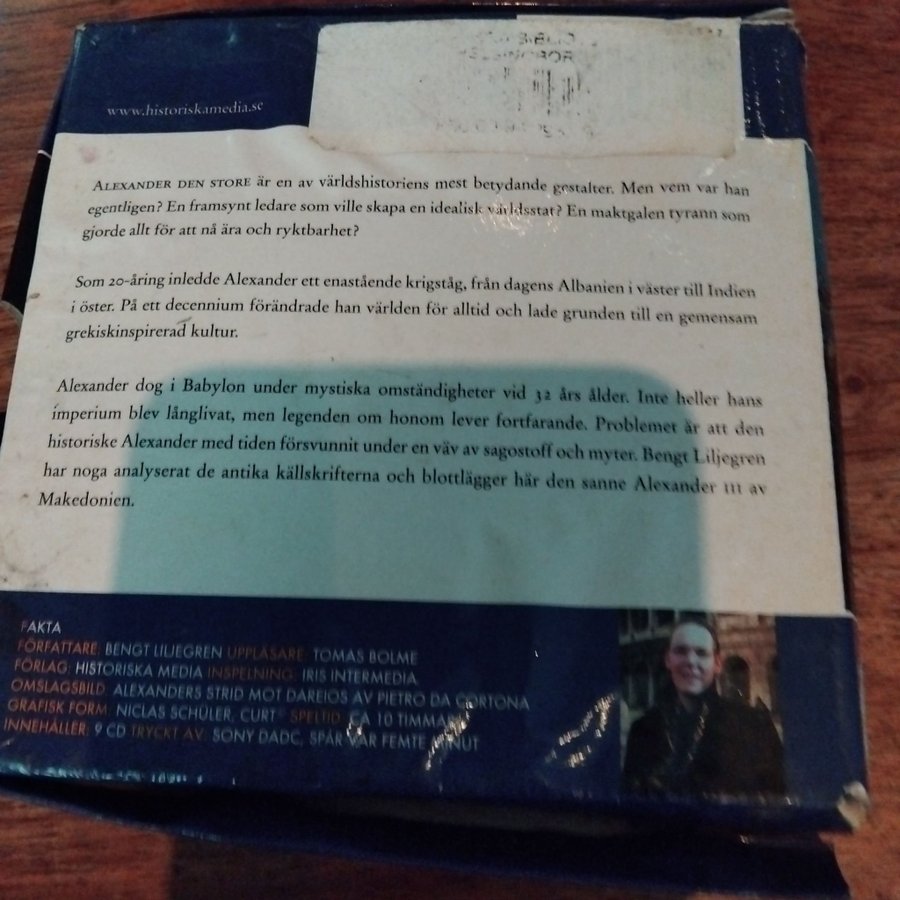 www.historiskamedia.se
ALEXANDER DEN STORE är en av världshistoriens mest betydande gestalter. Men vem var han
egentligen? En framsynt ledare som ville skapa en idealisk världsstat? En maktgalen tyrann som
gjorde allt för att nå ära och ryktbarhet?
Som 20-åring inledde Alexander ett enastående krigståg, från dagens Albanien i väster till Indien
i öster. På ett decennium förändrade han världen för alltid och lade grunden till en gemensam
grekiskinspirerad kultur.
Alexander dog i Babylon under mystiska omständigheter vid 32 års ålder. Inte heller hans
imperium blev långlivat, men legenden om honom lever fortfarande. Problemet är att den
historiske Alexander med tiden försvunnit under en väv av sagostoff och myter. Bengt Liljegren
har noga analyserat de antika källskrifterna och blottlägger här den sanne Alexander III av
Makedonien.
FAKTA
FÖRFATTARE: BENGT LILJEGREN UPPLÄSARE: TOMAS BOLME
FÖRLAG: HISTORISKA MEDIA INSPELNING: IRIS INTERMEDIA
OMSLAGSBILD: ALEXANDERS STRID MOT DAREIOS AV PIETRO DA CORTONA
GRAFISK FORM: NICLAS SCHÜLER, CURT® SPELTID: CA 10 TIMMAR
INNEHÅLLER: 9 CD TRYCKT AV: SONY DADC, SPÅR VAR FEMTE MINUT